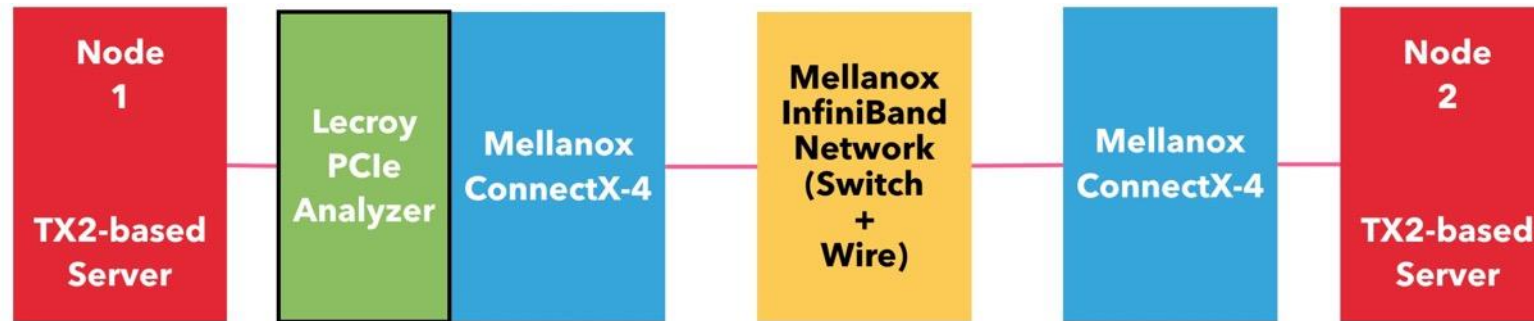 Node
1
TX2-based
Server
Lecroy
PCIe
Analyzer
Mellanox
ConnectX-4
Mellanox
InfiniBand
Network
(Switch
+
Wire)
Mellanox
ConnectX-4
Node
2
TX2-based
Server